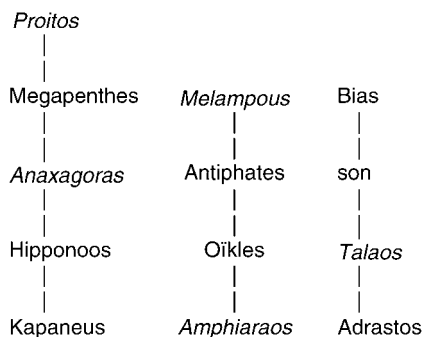 Proitos
Megapenthes Melampous Bias
Anaxagoras Antiphates son
Hipponoos Oïkles Talaos
Kapaneus Amphiaraos Adrastos